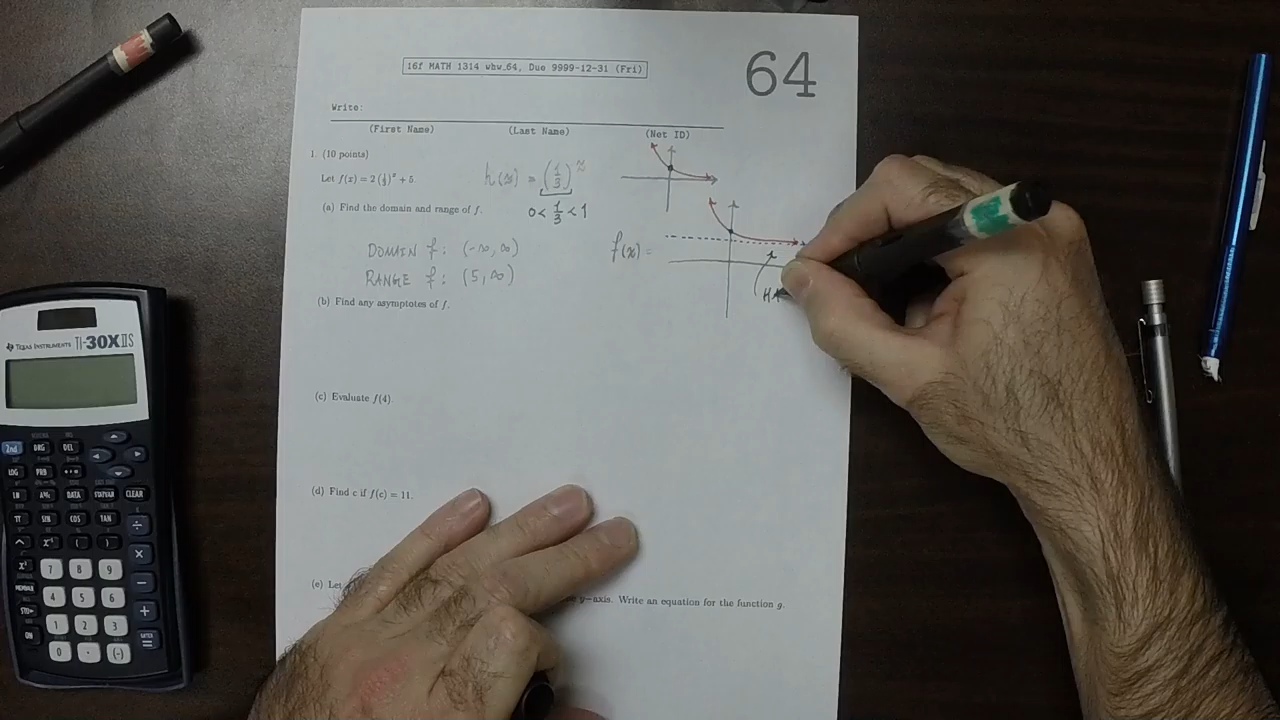 16f MATH 1314 whw_64, Due 9999-12-31 (Fri)
64
Write:
(First Name) (Last Name) (Net ID)
1. (10 points)
Let f(x) = 2(1/3)^x + 5.
h(x) = (1/3)^x
0 < 1/3 < 1
(a) Find the domain and range of f.
DOMAIN f: (-∞, ∞)
RANGE f: (5, ∞)
f(x) =
HA
(b) Find any asymptotes of f.
(c) Evaluate f(4).
(d) Find c if f(c) = 11.
(e) Let
y-axis. Write an equation for the function g.
TEXAS INSTRUMENTS TI-30X IIS
2nd DRG DEL
LOG PRB
LN DATA STATVAR CLEAR
π SIN COS TAN
^ x⁻¹ ( ) ÷
x² 7 8 9 ×
MEMVAR 4 5 6 −
STO▸ 1 2 3 +
ON 0 . (−) ENTER =